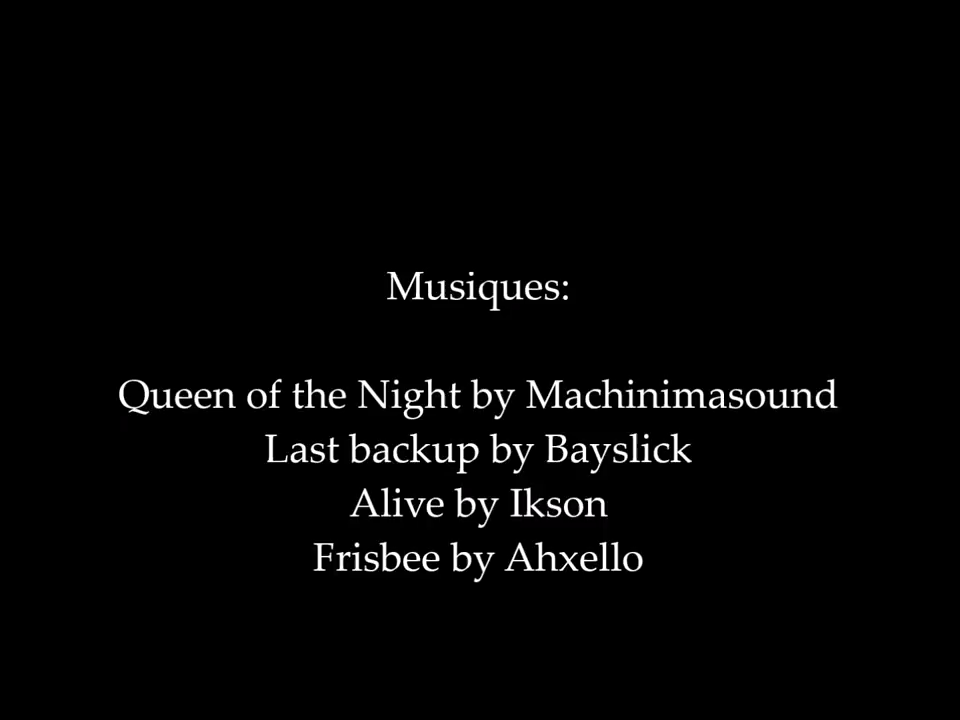 Musiques:
Queen of the Night by Machinimasound
Last backup by Bayslick
Alive by Ikson
Frisbee by Ahxello